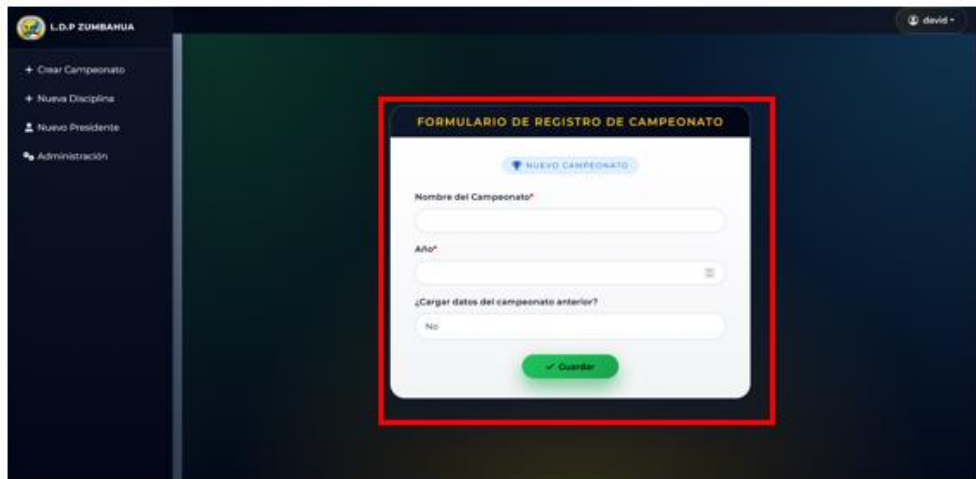 L.D.P ZUMBAHUA
david
+ Crear Campeonato
+ Nueva Disciplina
Nuevo Presidente
Administración
FORMULARIO DE REGISTRO DE CAMPEONATO
NUEVO CAMPEONATO
Nombre del Campeonato*
Año*
¿Cargar datos del campeonato anterior?
No
Guardar